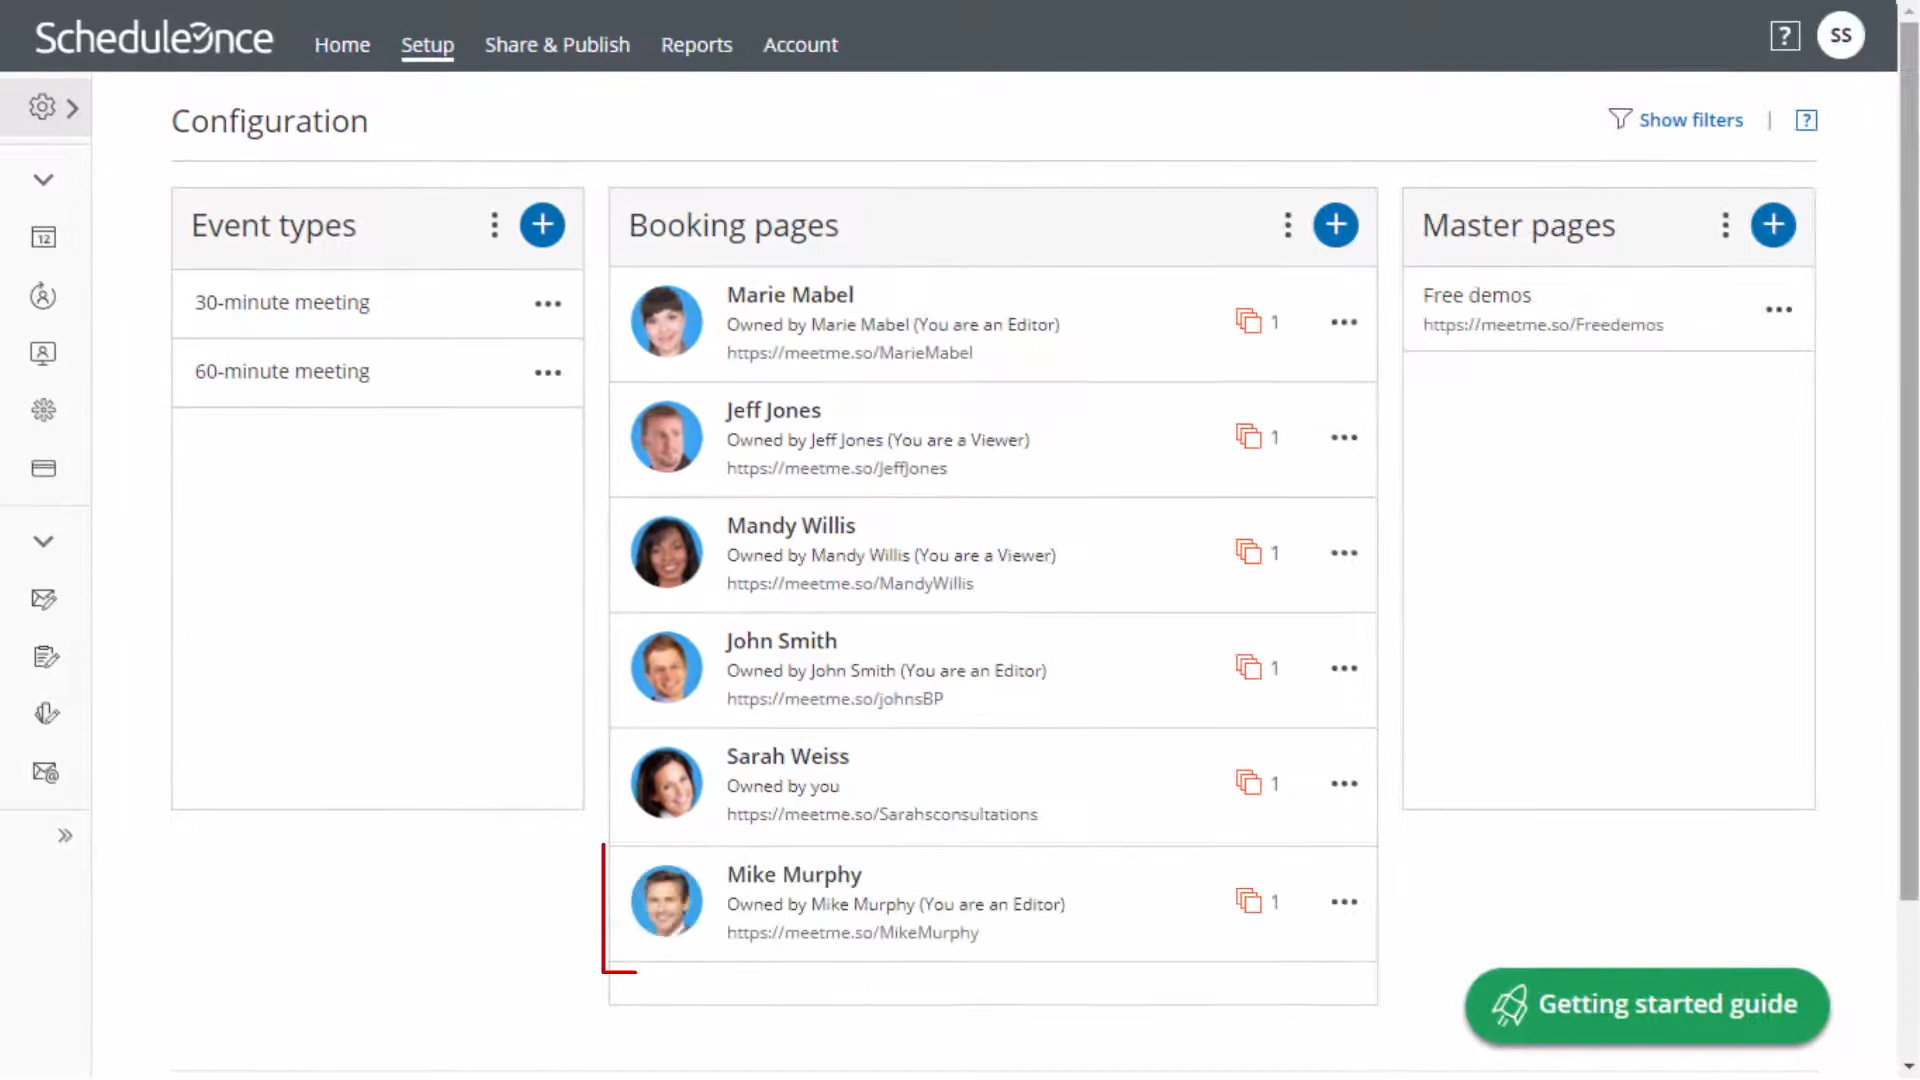 ScheduleOnce
Home Setup Share & Publish Reports Account
? SS
Configuration
Show filters | ?
Event types
30-minute meeting
60-minute meeting
12
Booking pages
Marie Mabel
Owned by Marie Mabel (You are an Editor)
https://meetme.so/MarieMabel
1
Jeff Jones
Owned by Jeff Jones (You are a Viewer)
https://meetme.so/JeffJones
1
Mandy Willis
Owned by Mandy Willis (You are a Viewer)
https://meetme.so/MandyWillis
1
John Smith
Owned by John Smith (You are an Editor)
https://meetme.so/johnsBP
1
Sarah Weiss
Owned by you
https://meetme.so/Sarahsconsultations
1
Mike Murphy
Owned by Mike Murphy (You are an Editor)
https://meetme.so/MikeMurphy
1
Master pages
Free demos
https://meetme.so/Freedemos
Getting started guide